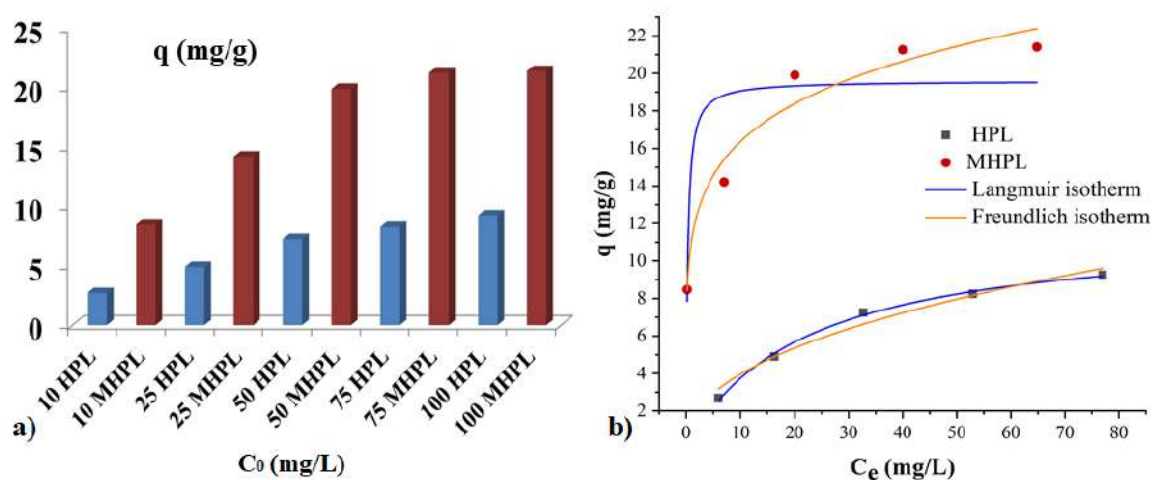 q (mg/g)
25
20
15
10
5
0
10 HPL
10 MHPL
25 HPL
25 MHPL
50 HPL
50 MHPL
75 HPL
75 MHPL
100 HPL
100 MHPL
a)
C₀ (mg/L)
q (mg/g)
22
20
18
16
14
12
10
8
6
4
2
HPL
MHPL
Langmuir isotherm
Freundlich isotherm
0 10 20 30 40 50 60 70 80
b)
Cₑ (mg/L)